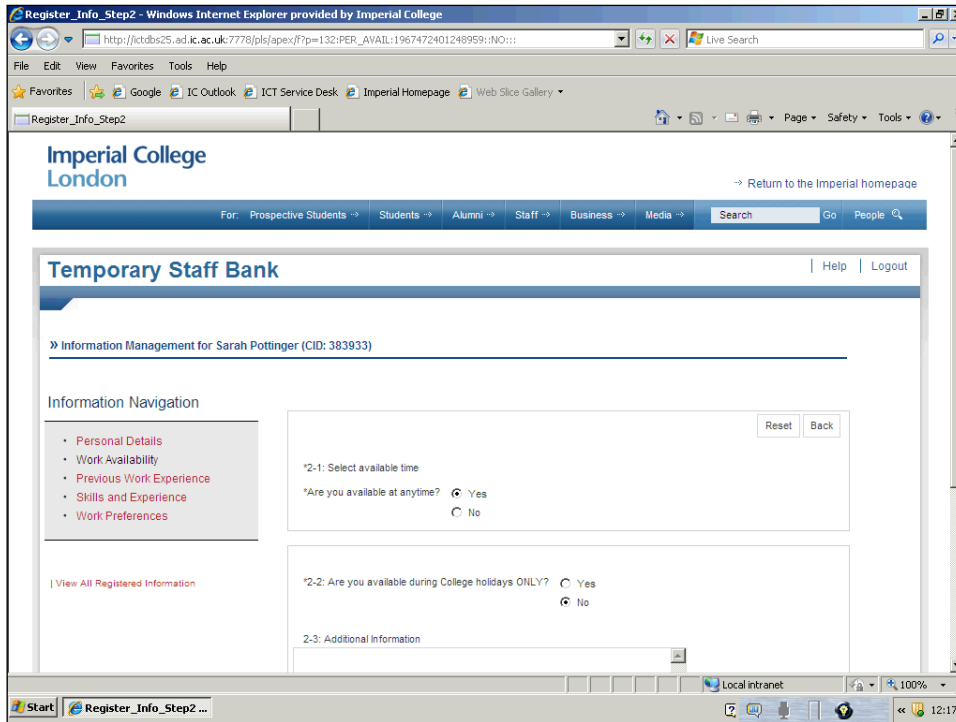 Register_Info_Step2 - Windows Internet Explorer provided by Imperial College
http://ictdbs25.ad.ic.ac.uk:7778/pls/apex/f?p=132:PER_AVAIL:1967472401248959::NO:::
Live Search
File Edit View Favorites Tools Help
Favorites Google IC Outlook ICT Service Desk Imperial Homepage Web Slice Gallery
Register_Info_Step2 Page Safety Tools
Imperial College
London
Return to the Imperial homepage
For: Prospective Students Students Alumni Staff Business Media Search Go People
Temporary Staff Bank
Help Logout
» Information Management for Sarah Pottinger (CID: 383933)
Information Navigation
Reset Back
• Personal Details
• Work Availability
• Previous Work Experience
• Skills and Experience
• Work Preferences
*2-1: Select available time
*Are you available at anytime? Yes
No
| View All Registered Information
*2-2: Are you available during College holidays ONLY? Yes
No
2-3: Additional Information
Local intranet 100%
Start Register_Info_Step2 ... « 12:17